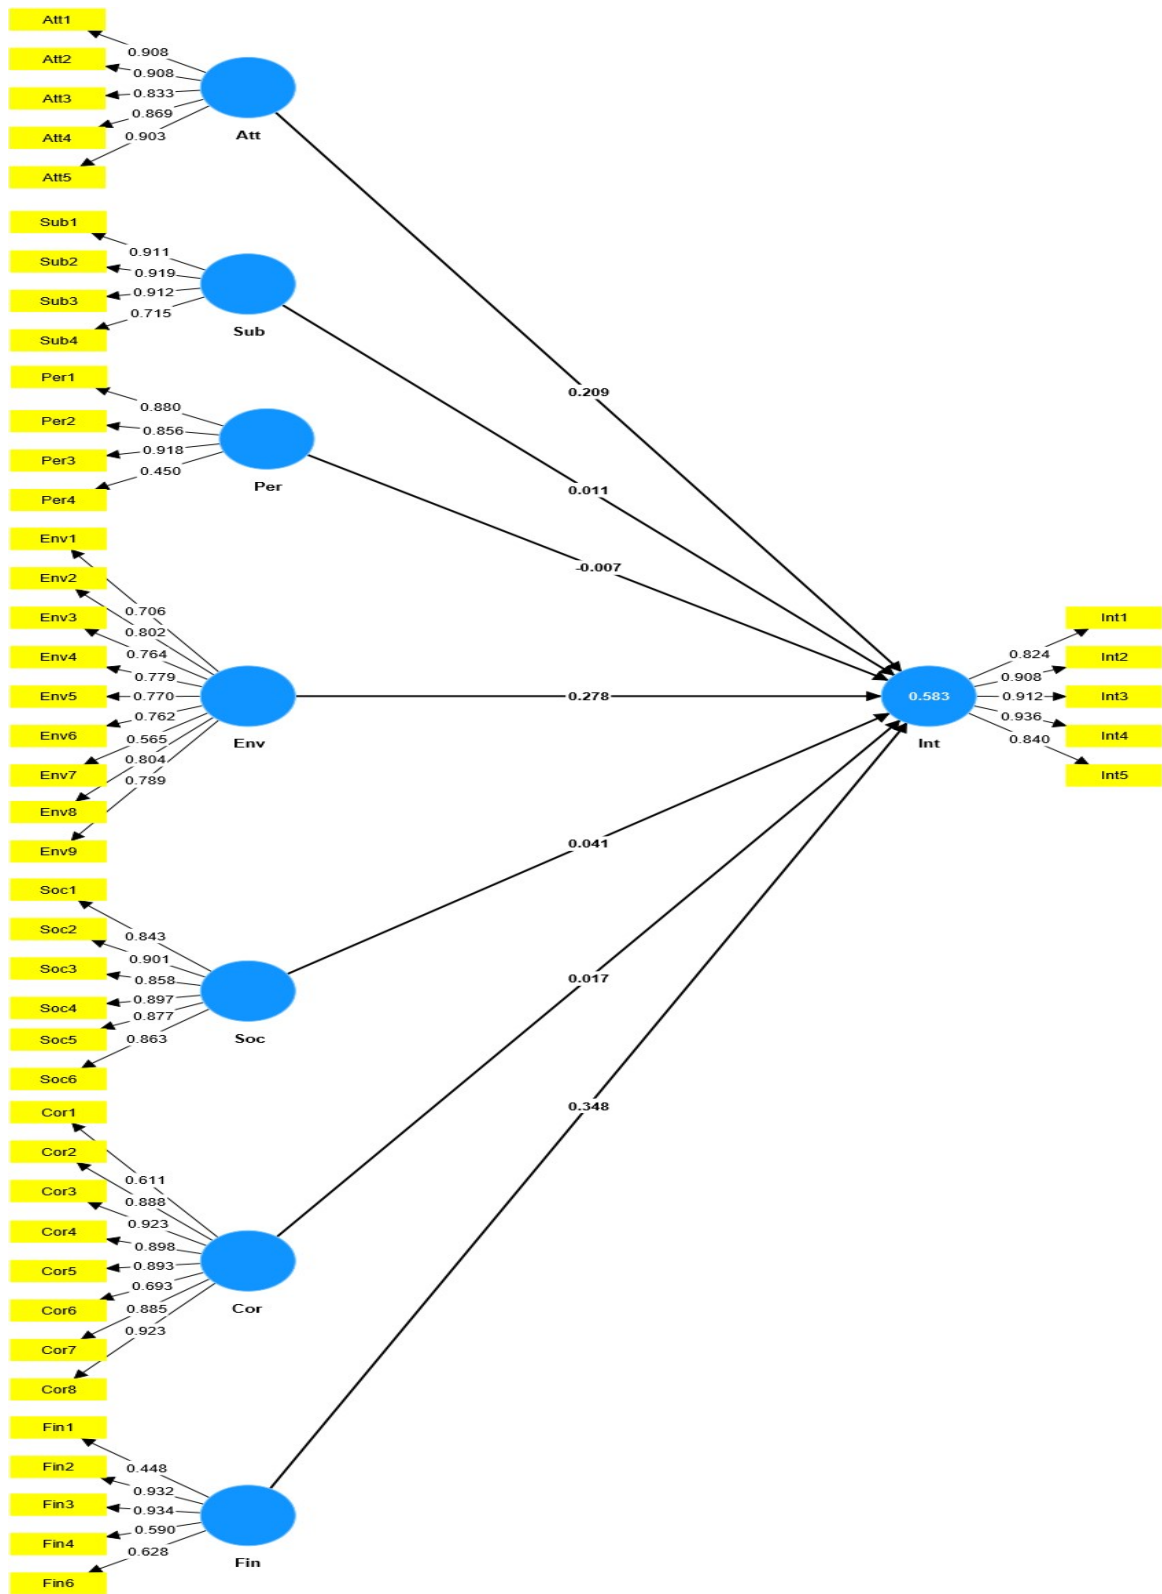 Att1
0.908
Att2
0.908
Att3
0.833
Att4
0.869
Att5
0.903
Att
Sub1
0.911
Sub2
0.919
Sub3
0.912
Sub4
0.715
Sub
Per1
0.880
Per2
0.856
Per3
0.918
Per4
0.450
Per
Env1
0.706
Env2
0.802
Env3
0.764
Env4
0.779
Env5
0.770
Env6
0.762
Env7
0.565
Env8
0.804
Env9
0.789
Env
Soc1
0.843
Soc2
0.901
Soc3
0.858
Soc4
0.897
Soc5
0.877
Soc6
0.863
Soc
Cor1
0.611
Cor2
0.888
Cor3
0.923
Cor4
0.898
Cor5
0.893
Cor6
0.693
Cor7
0.885
Cor8
0.923
Cor
Fin1
0.448
Fin2
0.932
Fin3
0.934
Fin4
0.590
Fin6
0.628
Fin
0.209
0.011
-0.007
0.278
0.041
0.017
0.348
0.583
Int
Int1
0.824
Int2
0.908
Int3
0.912
Int4
0.936
Int5
0.840